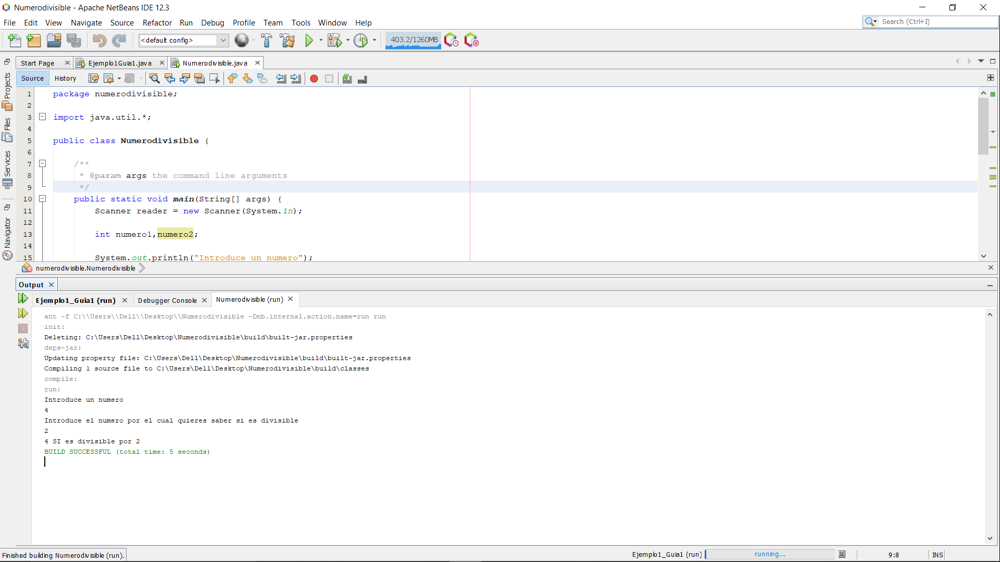 Numerodivisible - Apache NetBeans IDE 12.3
File Edit View Navigate Source Refactor Run Debug Profile Team Tools Window Help
Search (Ctrl+I)
<default config>
403.2/1260MB
Start Page
Ejemplo1Guia1.java
Numerodivisible.java
Source History
Projects
Files
Services
Navigator
1 package numerodivisible;
2
3 import java.util.*;
4
5 public class Numerodivisible {
6
7 /**
8 * @param args the command line arguments
9 */
10 public static void main(String[] args) {
11 Scanner reader = new Scanner(System.in);
12
13 int numero1,numero2;
14
15 System.out.println("Introduce un numero");
numerodivisible.Numerodivisible
Output
Ejemplo1_Guia1 (run)
Debugger Console
Numerodivisible (run)
ant -f C:\\Users\\Dell\\Desktop\\Numerodivisible -Dnb.internal.action.name=run run
init:
Deleting: C:\Users\Dell\Desktop\Numerodivisible\build\built-jar.properties
deps-jar:
Updating property file: C:\Users\Dell\Desktop\Numerodivisible\build\built-jar.properties
Compiling 1 source file to C:\Users\Dell\Desktop\Numerodivisible\build\classes
compile:
run:
Introduce un numero
4
Introduce el numero por el cual quieres saber si es divisible
2
4 SI es divisible por 2
BUILD SUCCESSFUL (total time: 5 seconds)
Finished building Numerodivisible (run).
Ejemplo1_Guia1 (run)
running...
9:8
INS